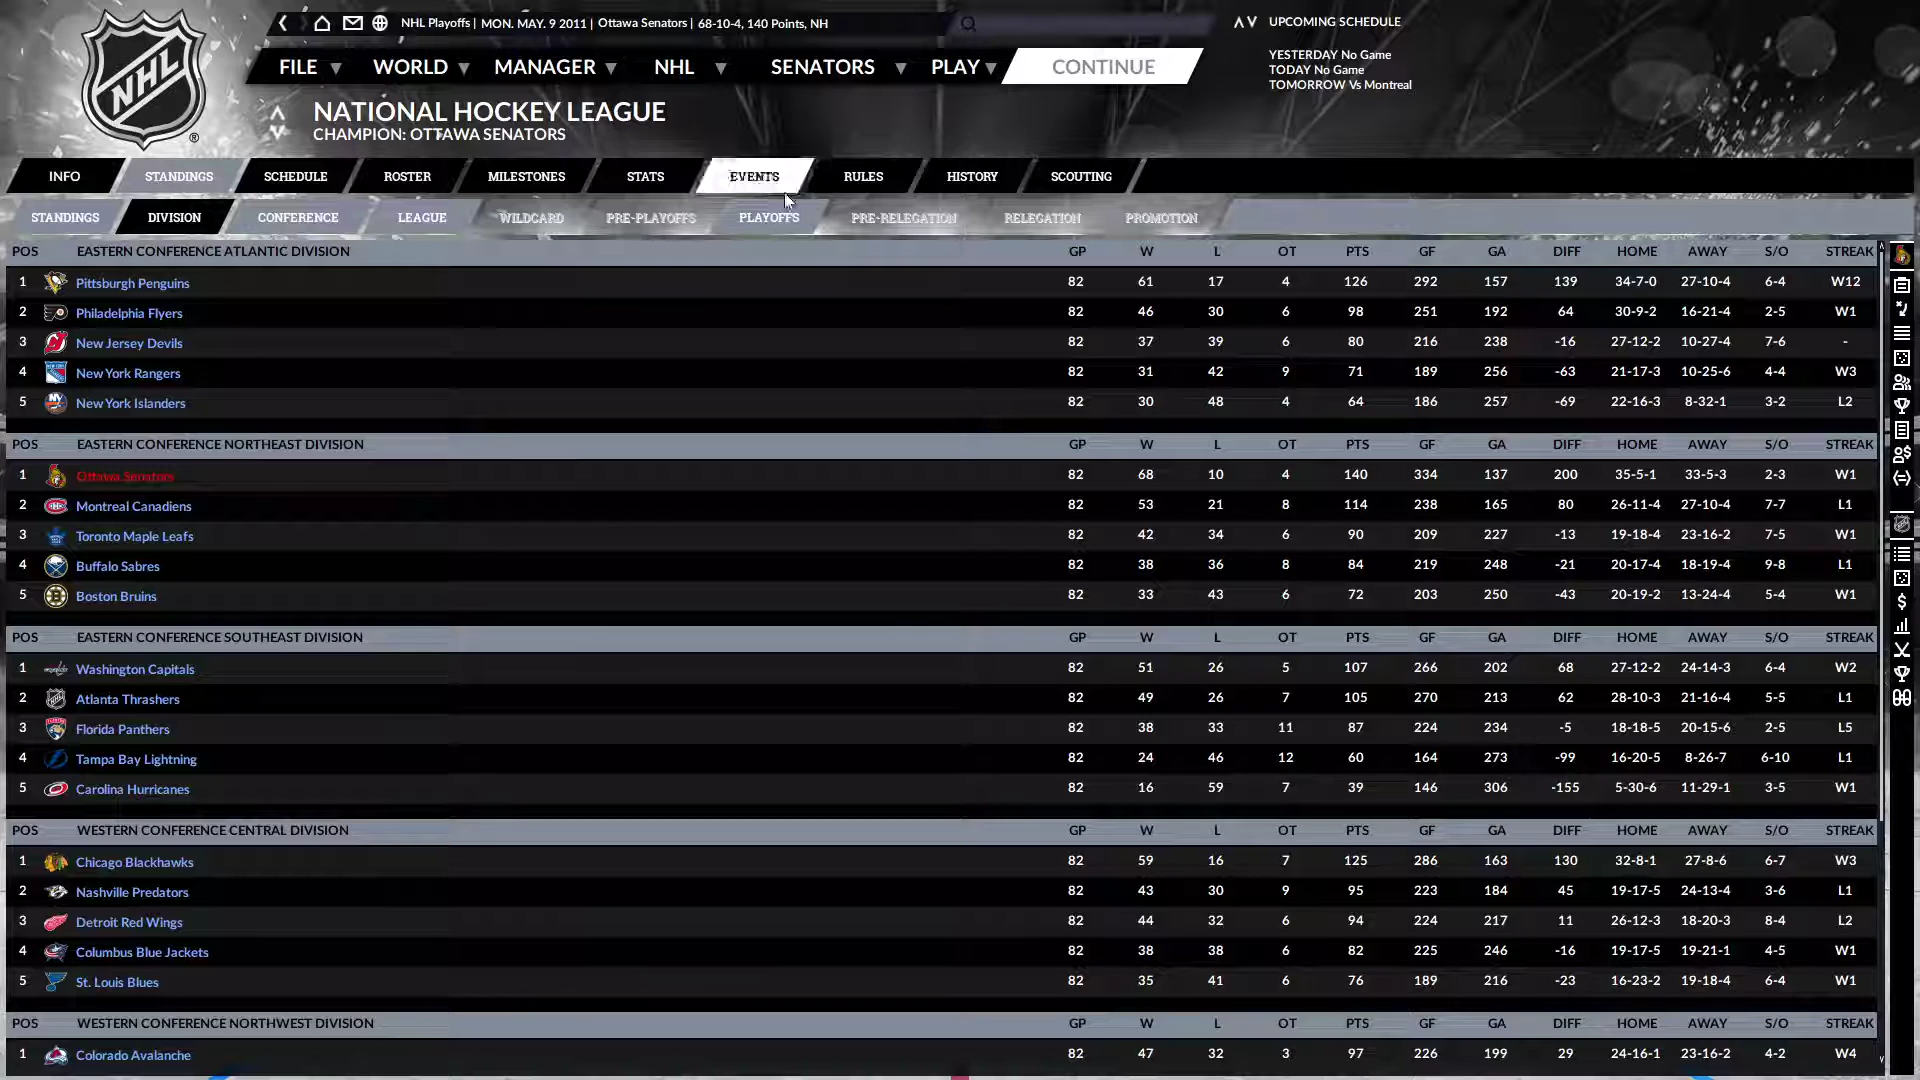 NHL Playoffs | MON. MAY. 9 2011 | Ottawa Senators | 68-10-4, 140 Points, NH
UPCOMING SCHEDULE
YESTERDAY No Game
TODAY No Game
TOMORROW Vs Montreal
FILE WORLD MANAGER NHL SENATORS PLAY CONTINUE
NHL
NATIONAL HOCKEY LEAGUE
CHAMPION: OTTAWA SENATORS
INFO STANDINGS SCHEDULE ROSTER MILESTONES STATS EVENTS RULES HISTORY SCOUTING
STANDINGS DIVISION CONFERENCE LEAGUE WILDCARD PRE-PLAYOFFS PLAYOFFS PRE-RELEGATION RELEGATION PROMOTION
POS EASTERN CONFERENCE ATLANTIC DIVISION GP W L OT PTS GF GA DIFF HOME AWAY S/O STREAK
1 Pittsburgh Penguins 82 61 17 4 126 292 157 139 34-7-0 27-10-4 6-4 W12
2 Philadelphia Flyers 82 46 30 6 98 251 192 64 30-9-2 16-21-4 2-5 W1
3 New Jersey Devils 82 37 39 6 80 216 238 -16 27-12-2 10-27-4 7-6 -
4 New York Rangers 82 31 42 9 71 189 256 -63 21-17-3 10-25-6 4-4 W3
5 New York Islanders 82 30 48 4 64 186 257 -69 22-16-3 8-32-1 3-2 L2
POS EASTERN CONFERENCE NORTHEAST DIVISION GP W L OT PTS GF GA DIFF HOME AWAY S/O STREAK
1 Ottawa Senators 82 68 10 4 140 334 137 200 35-5-1 33-5-3 2-3 W1
2 Montreal Canadiens 82 53 21 8 114 238 165 80 26-11-4 27-10-4 7-7 L1
3 Toronto Maple Leafs 82 42 34 6 90 209 227 -13 19-18-4 23-16-2 7-5 W1
4 Buffalo Sabres 82 38 36 8 84 219 248 -21 20-17-4 18-19-4 9-8 L1
5 Boston Bruins 82 33 43 6 72 203 250 -43 20-19-2 13-24-4 5-4 W1
POS EASTERN CONFERENCE SOUTHEAST DIVISION GP W L OT PTS GF GA DIFF HOME AWAY S/O STREAK
1 Washington Capitals 82 51 26 5 107 266 202 68 27-12-2 24-14-3 6-4 W2
2 Atlanta Thrashers 82 49 26 7 105 270 213 62 28-10-3 21-16-4 5-5 L1
3 Florida Panthers 82 38 33 11 87 224 234 -5 18-18-5 20-15-6 2-5 L5
4 Tampa Bay Lightning 82 24 46 12 60 164 273 -99 16-20-5 8-26-7 6-10 L1
5 Carolina Hurricanes 82 16 59 7 39 146 306 -155 5-30-6 11-29-1 3-5 W1
POS WESTERN CONFERENCE CENTRAL DIVISION GP W L OT PTS GF GA DIFF HOME AWAY S/O STREAK
1 Chicago Blackhawks 82 59 16 7 125 286 163 130 32-8-1 27-8-6 6-7 W3
2 Nashville Predators 82 43 30 9 95 223 184 45 19-17-5 24-13-4 3-6 L1
3 Detroit Red Wings 82 44 32 6 94 224 217 11 26-12-3 18-20-3 8-4 L2
4 Columbus Blue Jackets 82 38 38 6 82 225 246 -16 19-17-5 19-21-1 4-5 W1
5 St. Louis Blues 82 35 41 6 76 189 216 -23 16-23-2 19-18-4 6-4 W1
POS WESTERN CONFERENCE NORTHWEST DIVISION GP W L OT PTS GF GA DIFF HOME AWAY S/O STREAK
1 Colorado Avalanche 82 47 32 3 97 226 199 29 24-16-1 23-16-2 4-2 W4